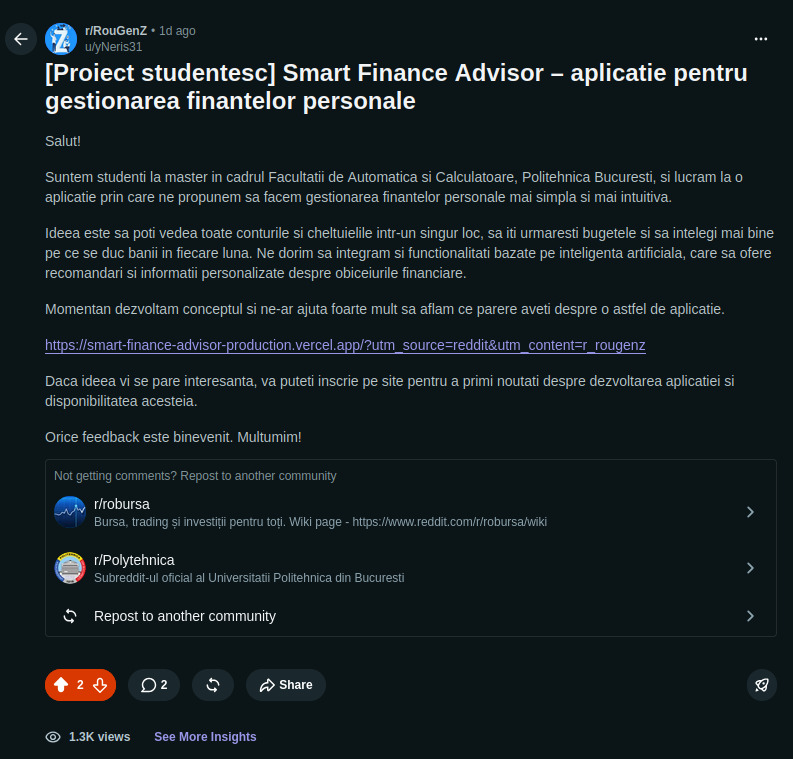 r/RouGenZ • 1d ago
u/yNeris31
[Proiect studentesc] Smart Finance Advisor – aplicatie pentru
gestionarea finantelor personale
Salut!
Suntem studenti la master in cadrul Facultatii de Automatica si Calculatoare, Politehnica Bucuresti, si lucram la o
aplicatie prin care ne propunem sa facem gestionarea finantelor personale mai simpla si mai intuitiva.
Ideea este sa poti vedea toate conturile si cheltuielile intr-un singur loc, sa iti urmaresti bugetele si sa intelegi mai bine
pe ce se duc banii in fiecare luna. Ne dorim sa integram si functionalitati bazate pe inteligenta artificiala, care sa ofere
recomandari si informatii personalizate despre obiceiurile financiare.
Momentan dezvoltam conceptul si ne-ar ajuta foarte mult sa aflam ce parere aveti despre o astfel de aplicatie.
https://smart-finance-advisor-production.vercel.app/?utm_source=reddit&utm_content=r_rougenz
Daca ideea vi se pare interesanta, va puteti inscrie pe site pentru a primi noutati despre dezvoltarea aplicatiei si
disponibilitatea acesteia.
Orice feedback este binevenit. Multumim!
Not getting comments? Repost to another community
r/robursa
Bursa, trading și investiții pentru toți. Wiki page - https://www.reddit.com/r/robursa/wiki
r/Polytehnica
Subreddit-ul oficial al Universitatii Politehnica din Bucuresti
Repost to another community
2
2
Share
1.3K views
See More Insights